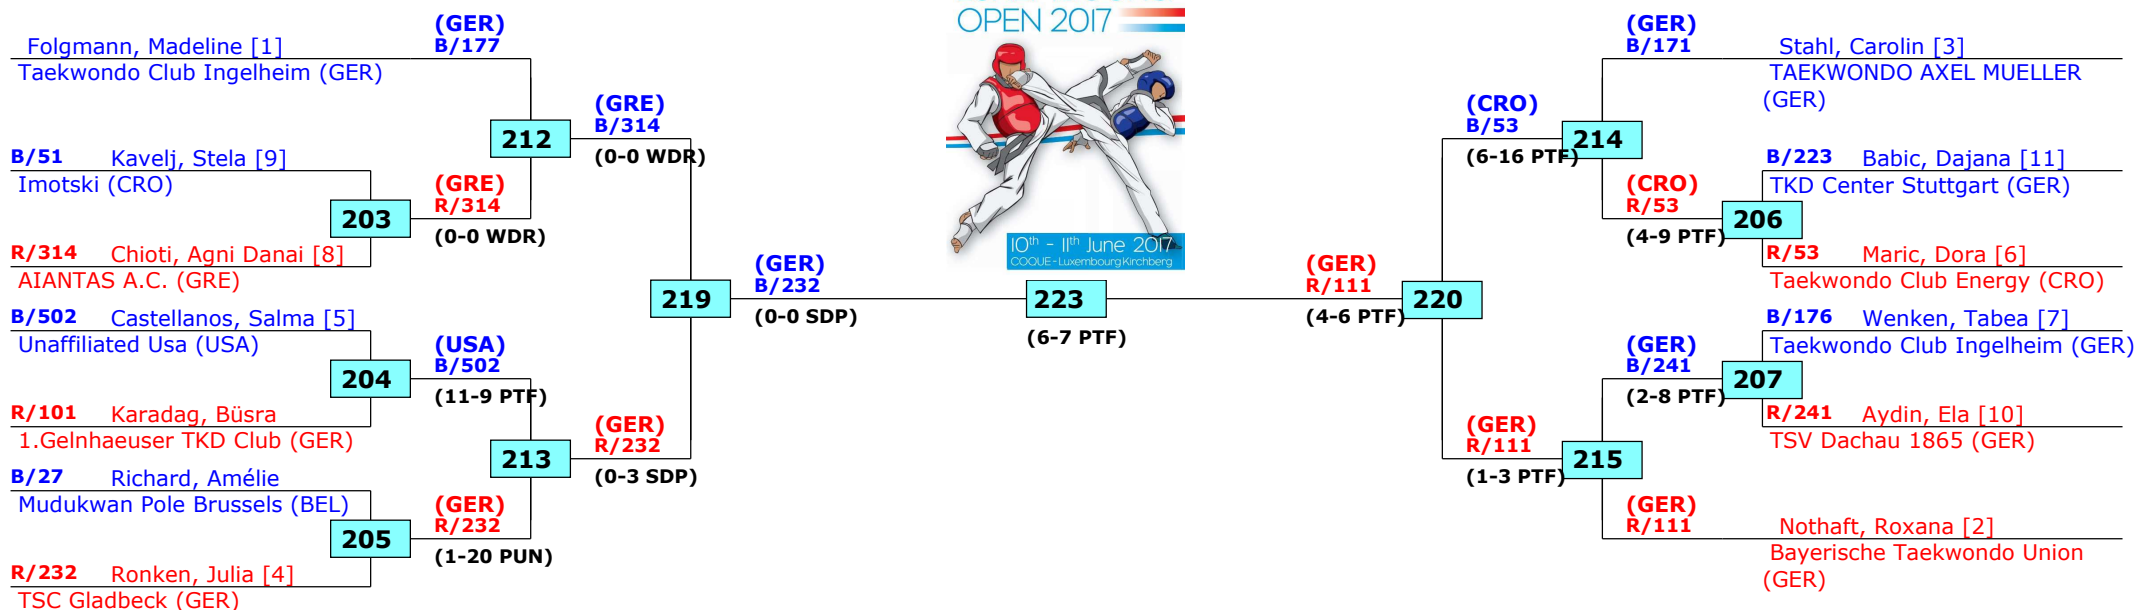 (GER)
B/177
Folgmann, Madeline [1]
Taekwondo Club Ingelheim (GER)
B/51 Kavelj, Stela [9]
Imotski (CRO)
203
R/314 Chioti, Agni Danai [8]
AIANTAS A.C. (GRE)
212
(GRE)
R/314
(0-0 WDR)
(GRE)
B/314
(0-0 WDR)
B/502 Castellanos, Salma [5]
Unaffiliated Usa (USA)
204
R/101 Karadag, Büsra
1.Gelnhaeuser TKD Club (GER)
(USA)
B/502
(11-9 PTF)
213
B/27 Richard, Amélie
Mudukwan Pole Brussels (BEL)
205
R/232 Ronken, Julia [4]
TSC Gladbeck (GER)
(GER)
R/232
(1-20 PUN)
(GER)
R/232
(0-3 SDP)
219
(GER)
B/232
(0-0 SDP)
OPEN 2017
10th - 11th June 2017
COQUE - Luxembourg Kirchberg
223
(6-7 PTF)
(GER)
R/111
(4-6 PTF)
220
(CRO)
B/53
(6-16 PTF)
214
(GER)
B/171
Stahl, Carolin [3]
TAEKWONDO AXEL MUELLER
(GER)
(CRO)
R/53
(4-9 PTF)
206
B/223 Babic, Dajana [11]
TKD Center Stuttgart (GER)
R/53 Maric, Dora [6]
Taekwondo Club Energy (CRO)
(GER)
R/111
(1-3 PTF)
215
(GER)
B/241
(2-8 PTF)
207
B/176 Wenken, Tabea [7]
Taekwondo Club Ingelheim (GER)
R/241 Aydin, Ela [10]
TSV Dachau 1865 (GER)
(GER)
R/111
Nothaft, Roxana [2]
Bayerische Taekwondo Union
(GER)